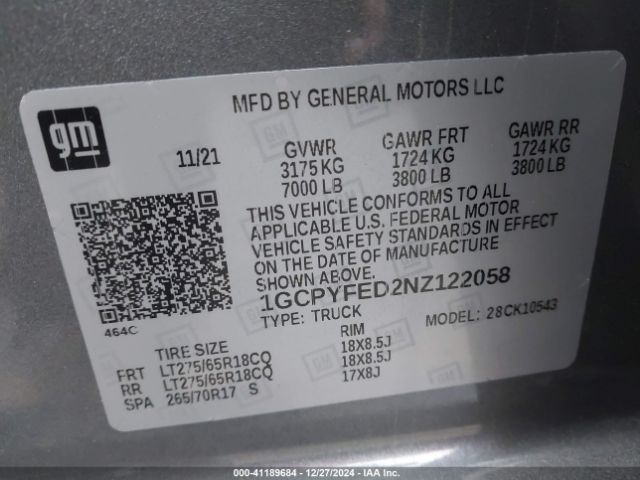 gm
MFD BY GENERAL MOTORS LLC
11/21
GVWR GAWR FRT GAWR RR
3175 KG 1724 KG 1724 KG
7000 LB 3800 LB 3800 LB
THIS VEHICLE CONFORMS TO ALL
APPLICABLE U.S. FEDERAL MOTOR
VEHICLE SAFETY STANDARDS IN EFFECT
ON THE DATE OF MANUFACTURE
SHOWN ABOVE.
1GCPYFED2NZ122058
464C
TYPE: TRUCK MODEL: 28CK10543
TIRE SIZE RIM
FRT LT275/65R18CQ 18X8.5J
RR LT275/65R18CQ 18X8.5J
SPA 265/70R17 S 17X8J
000-41189684 - 12/27/2024 - IAA Inc.